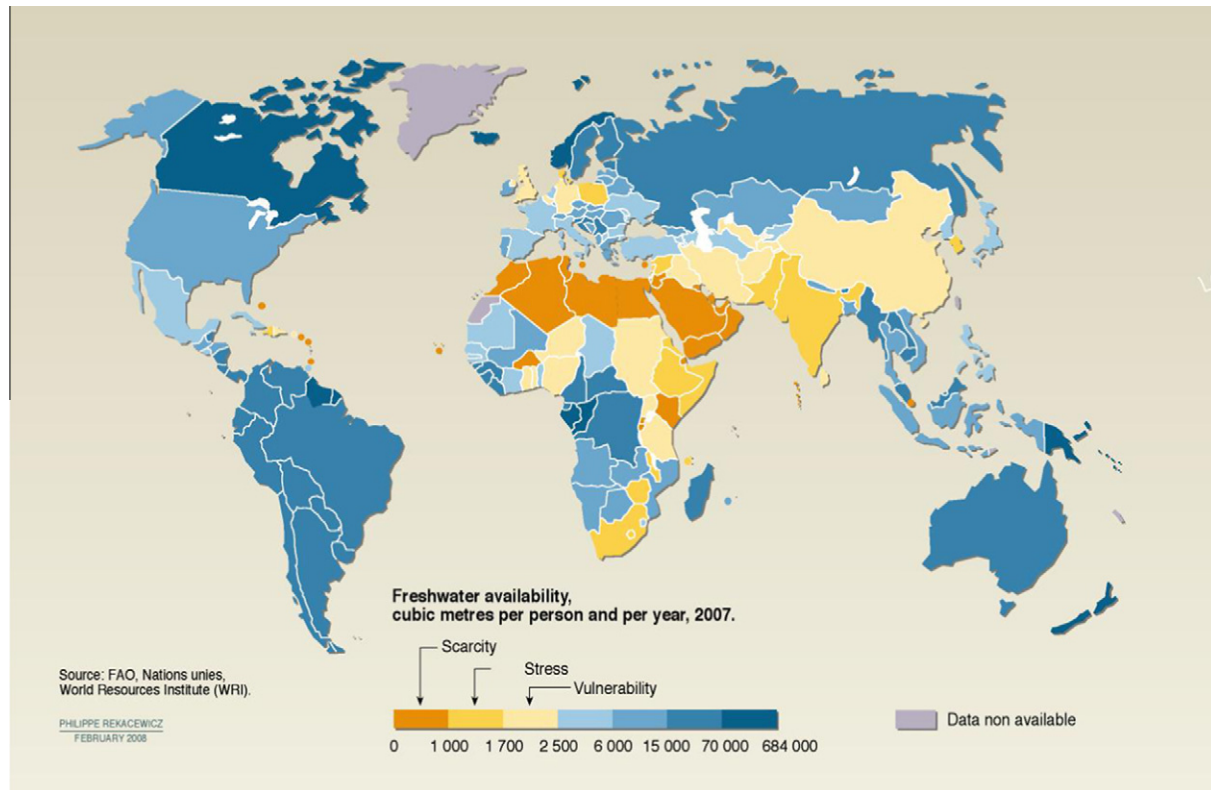 Freshwater availability,
cubic metres per person and per year, 2007.
Scarcity
Stress
Vulnerability
0 1 000 1 700 2 500 6 000 15 000 70 000 684 000
Data non available
Source: FAO, Nations unies,
World Resources Institute (WRI).
PHILIPPE REKACEWICZ
FEBRUARY 2008